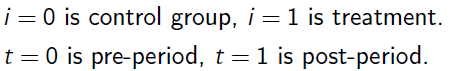 i = 0 is control group, i = 1 is treatment.
t = 0 is pre-period, t = 1 is post-period.